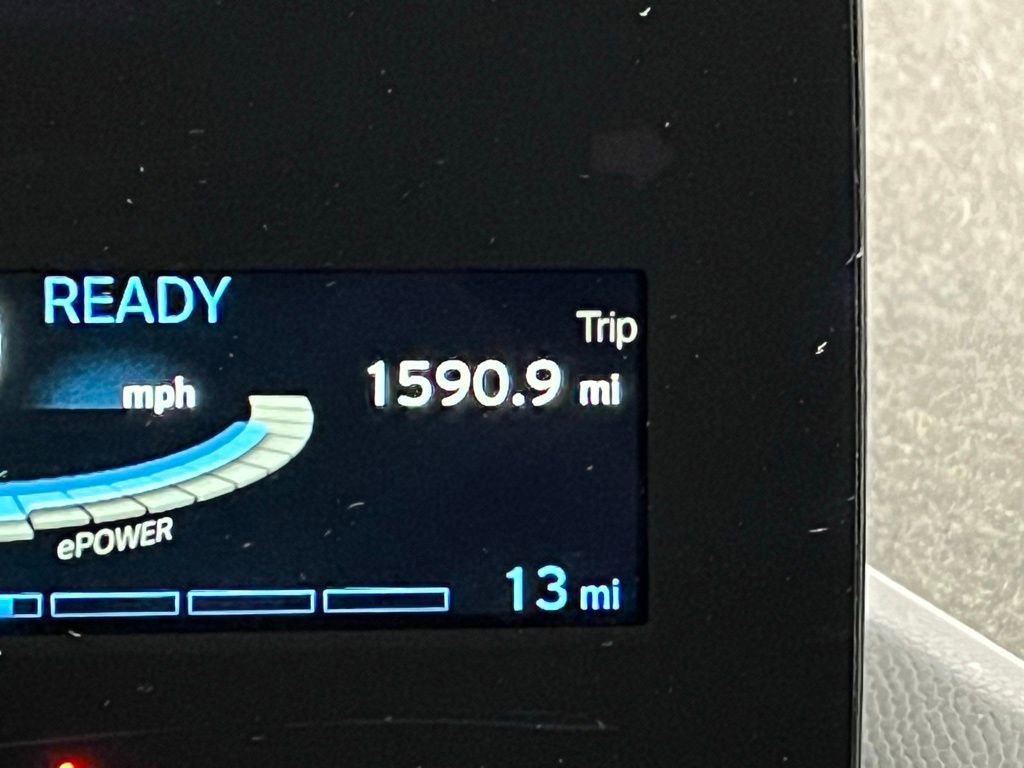 READY
Trip
1590.9 mi
mph
ePOWER
13 mi